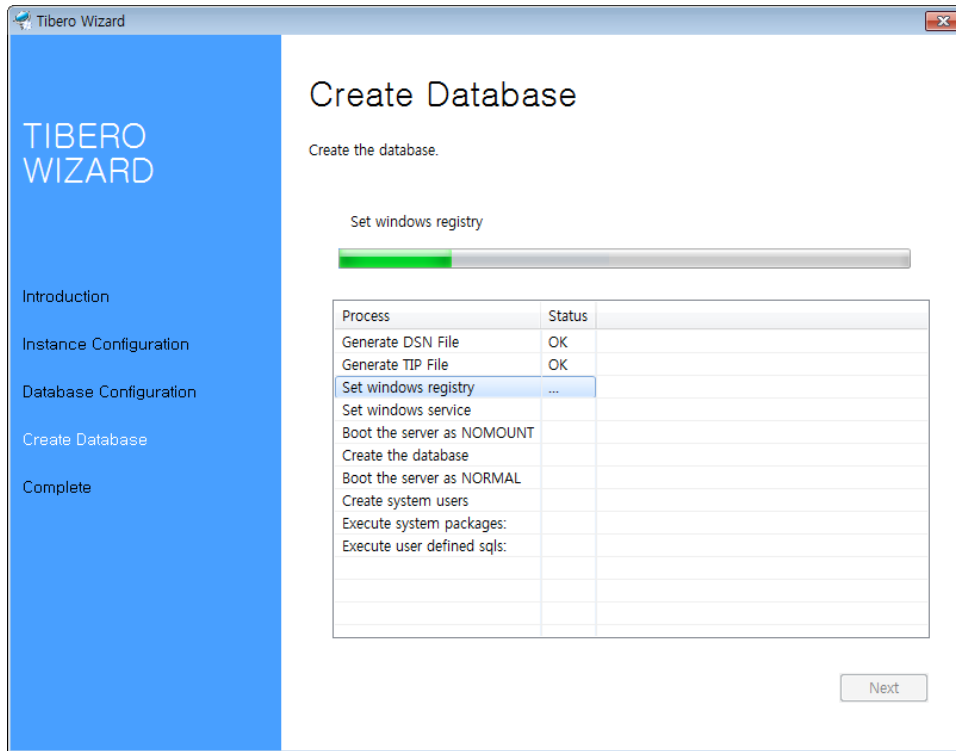 Tibero Wizard
TIBERO
WIZARD
Introduction
Instance Configuration
Database Configuration
Create Database
Complete
Create Database
Create the database.
Set windows registry
Process Status
Generate DSN File OK
Generate TIP File OK
Set windows registry ...
Set windows service
Boot the server as NOMOUNT
Create the database
Boot the server as NORMAL
Create system users
Execute system packages:
Execute user defined sqls:
Next